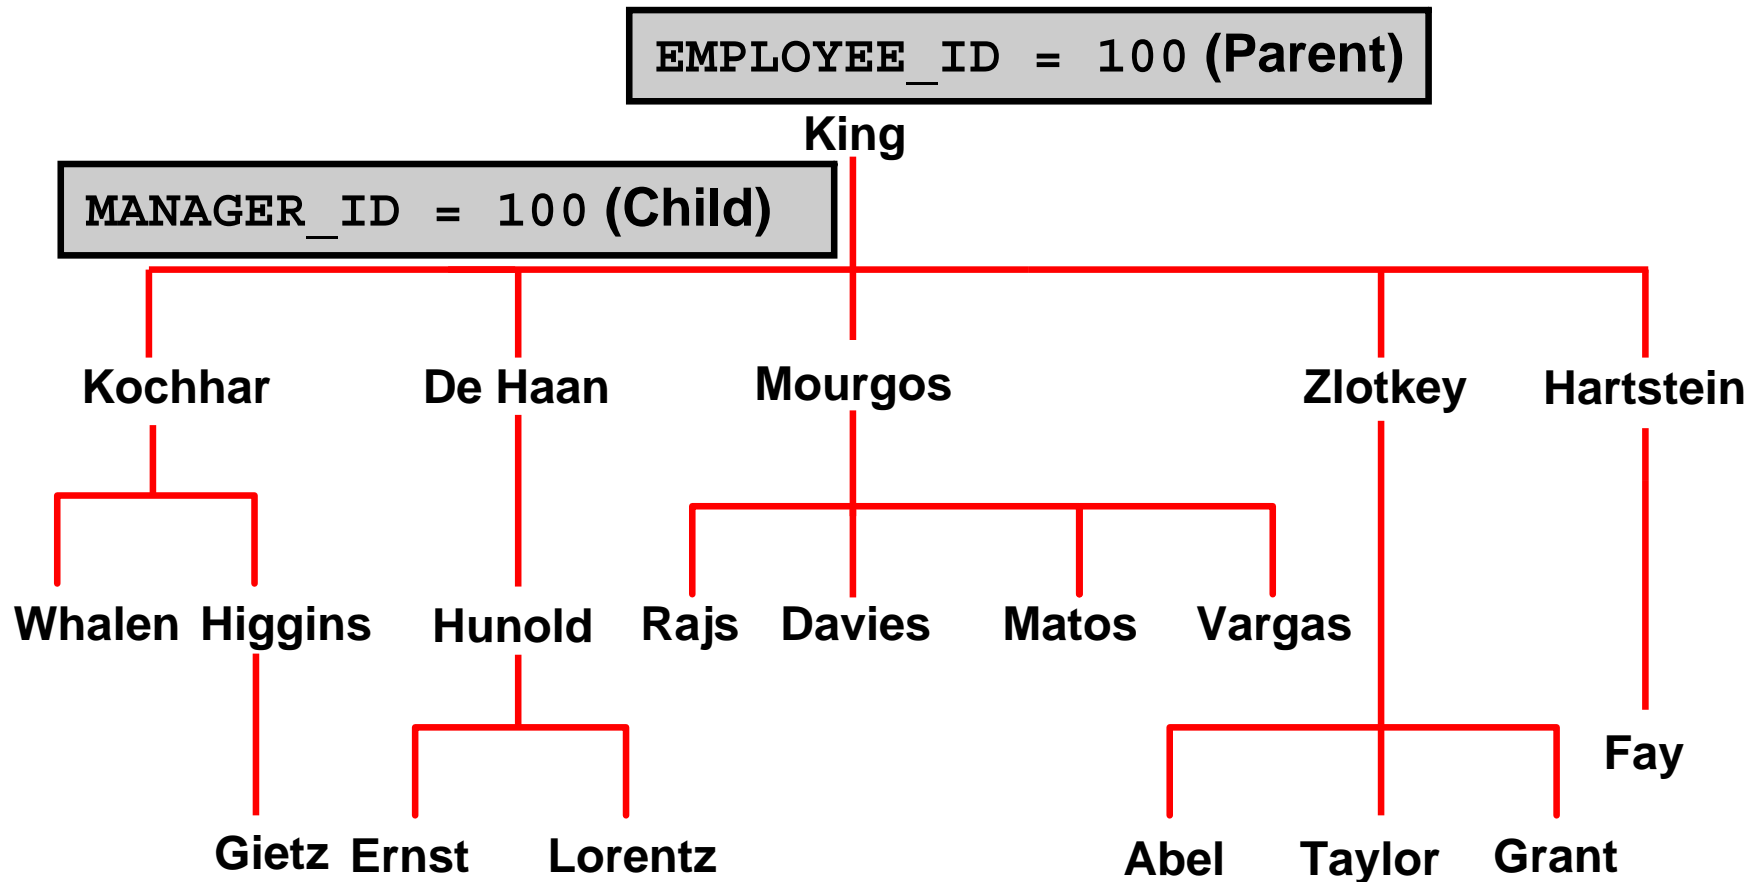 EMPLOYEE_ID = 100 (Parent)
King
MANAGER_ID = 100 (Child)
Kochhar De Haan Mourgos Zlotkey Hartstein
Whalen Higgins Hunold Rajs Davies Matos Vargas
Fay
Gietz Ernst Lorentz Abel Taylor Grant